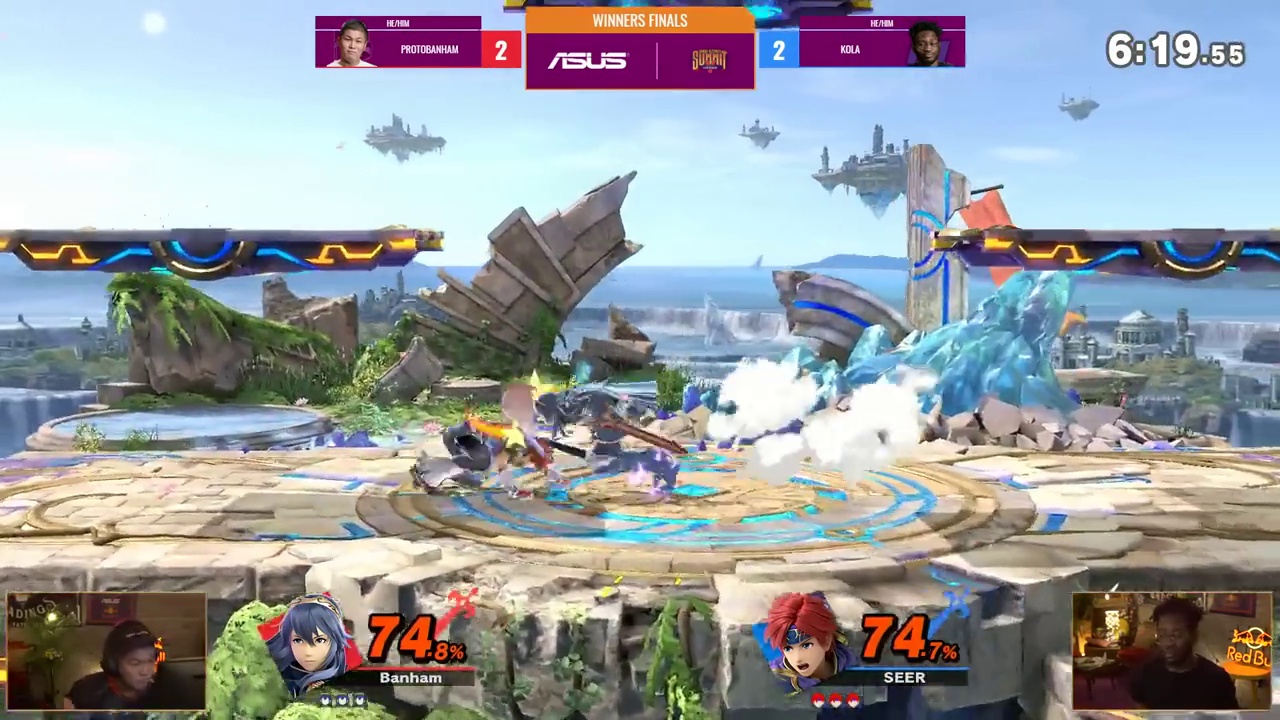 HE/HIM
PROTOBANHAM
2
WINNERS FINALS
ASUS
SUMMIT
2
HE/HIM
KOLA
6:19.55
ADING
74.8%
Banham
74.7%
SEER
Red Bu